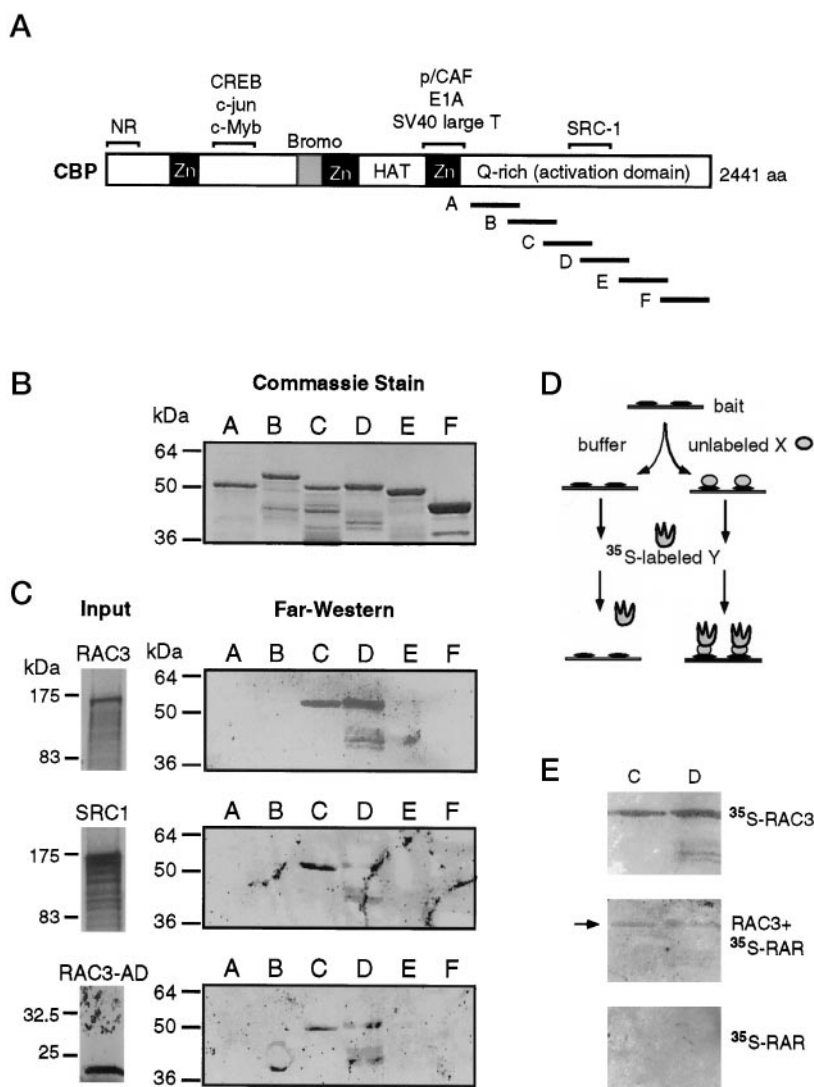 A
CREB
c-jun
c-Myb
p/CAF
E1A
SV40 large T
NR
Bromo
SRC-1
CBP
Zn
Zn
HAT
Zn
Q-rich (activation domain)
2441 aa
A
B
C
D
E
F
B
Commassie Stain
kDa
A B C D E F
64
50
36
C
Input
Far-Western
RAC3
kDa
175
83
kDa
A B C D E F
64
50
36
SRC1
175
83
A B C D E F
64
50
36
RAC3-AD
32.5
25
A B C D E F
64
50
36
D
bait
buffer
unlabeled X
35S-labeled Y
E
C D
35S-RAC3
RAC3+
35S-RAR
35S-RAR